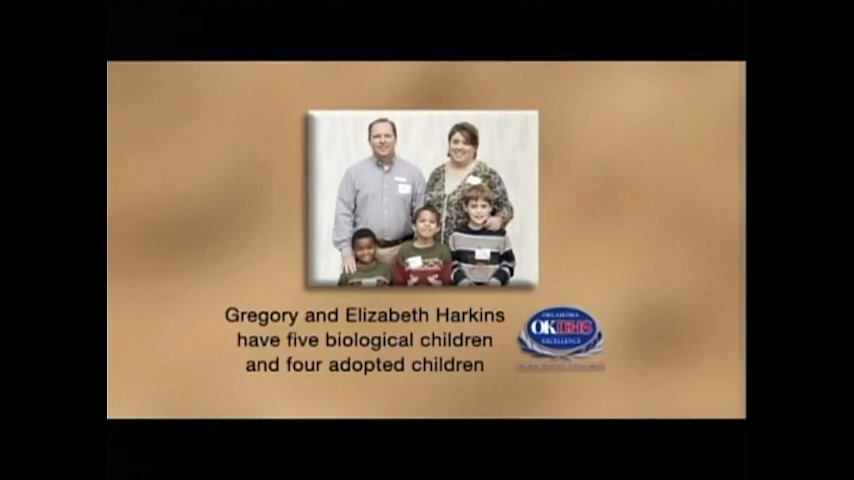 Gregory and Elizabeth Harkins
have five biological children
and four adopted children
OKLAHOMA
OKDHS
EXCELLENCE